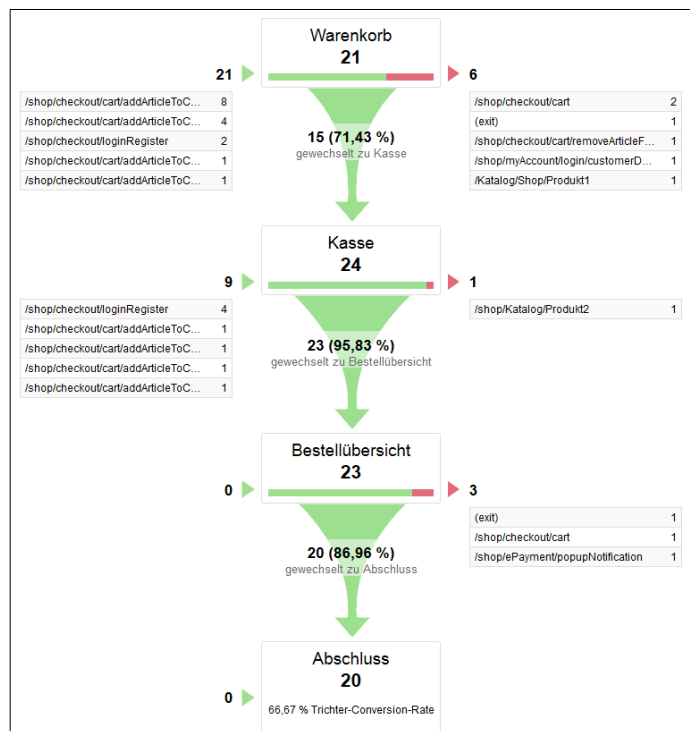 Warenkorb
21
21
6
/shop/checkout/cart/addArticleToC... 8
/shop/checkout/cart/addArticleToC... 4
/shop/checkout/loginRegister 2
/shop/checkout/cart/addArticleToC... 1
/shop/checkout/cart/addArticleToC... 1
/shop/checkout/cart 2
(exit) 1
/shop/checkout/cart/removeArticleF... 1
/shop/myAccount/login/customerD... 1
/Katalog/Shop/Produkt1 1
15 (71,43 %)
gewechselt zu Kasse
Kasse
24
9
1
/shop/checkout/loginRegister 4
/shop/checkout/cart/addArticleToC... 1
/shop/checkout/cart/addArticleToC... 1
/shop/checkout/cart/addArticleToC... 1
/shop/checkout/cart/addArticleToC... 1
/shop/Katalog/Produkt2 1
23 (95,83 %)
gewechselt zu Bestellübersicht
Bestellübersicht
23
0
3
(exit) 1
/shop/checkout/cart 1
/shop/ePayment/popupNotification 1
20 (86,96 %)
gewechselt zu Abschluss
Abschluss
20
0
66,67 % Trichter-Conversion-Rate